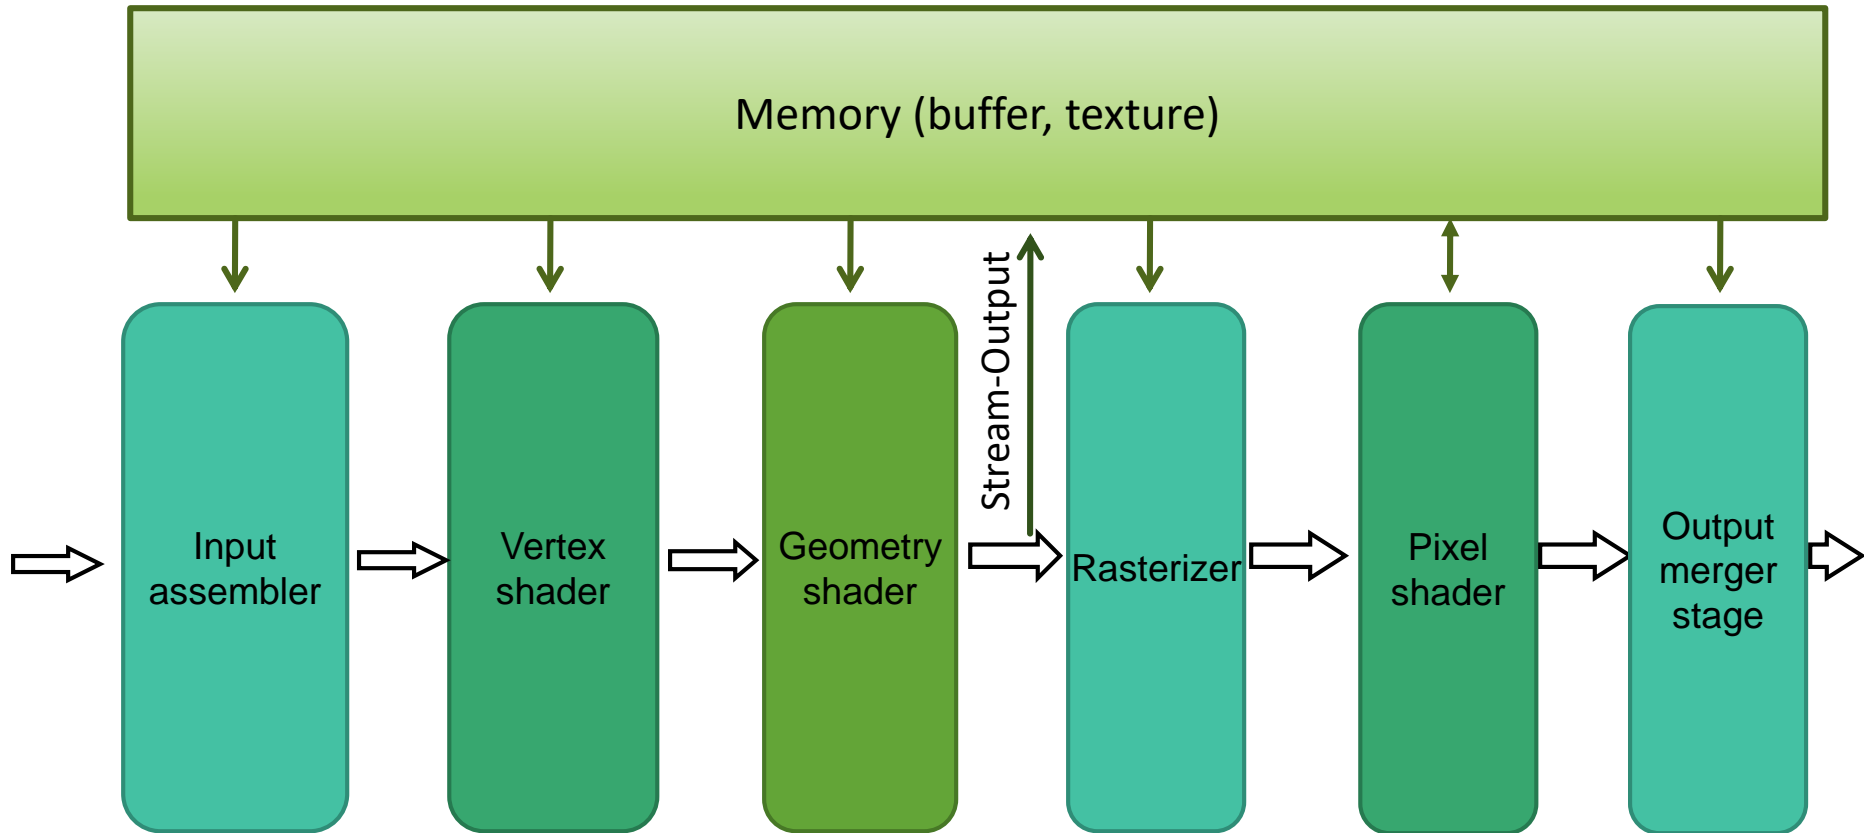 Memory (buffer, texture)
Stream-Output
Input
assembler
Vertex
shader
Geometry
shader
Rasterizer
Pixel
shader
Output
merger
stage